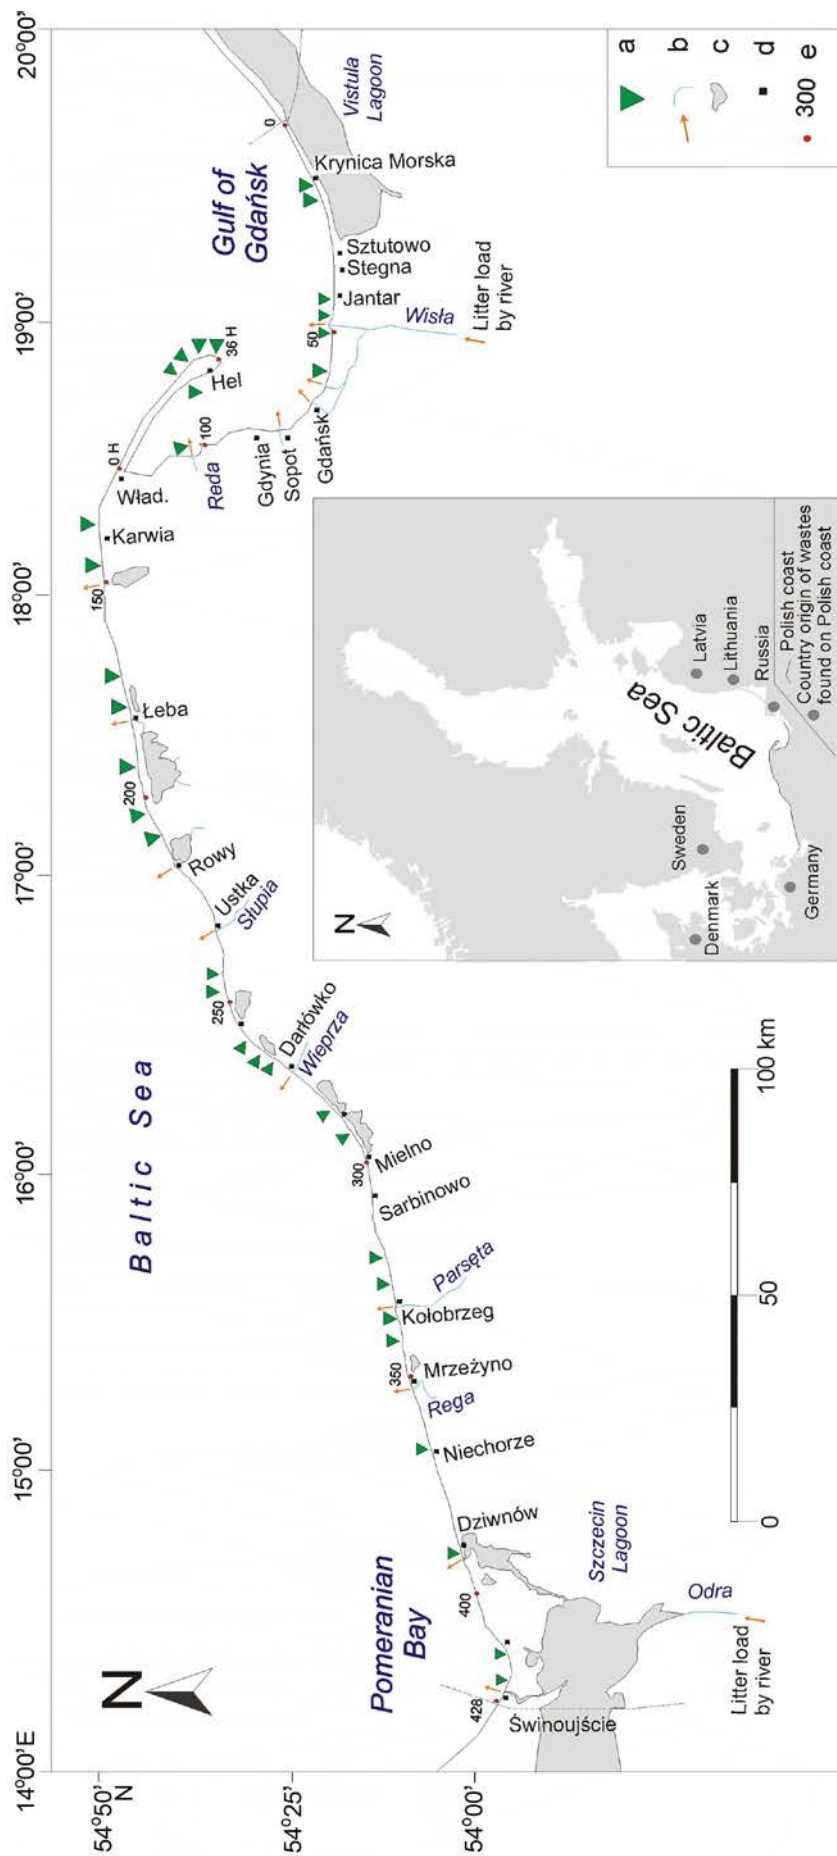 14°00'E
15°00'
16°00'
17°00'
18°00'
19°00'
20°00'
54°50'
N
54°25'
54°00'
N
Baltic Sea
Pomeranian
Bay
Gulf of
Gdańsk
428
Świnoujście
400
Dziwnów
Niechorze
350
Mrzeżyno
Rega
Kołobrzeg
Parsęta
Sarbinowo
300
Mielno
Darłówko
Wieprza
250
Ustka
Słupia
Rowy
200
Łeba
150
Karwia
Wład.
0 H
Hel
36 H
Reda
100
Gdynia
Sopot
Gdańsk
50
Wisła
Litter load
by river
Jantar
Stegna
Sztutowo
Krynica Morska
0
Vistula
Lagoon
Szczecin
Lagoon
Odra
Litter load
by river
0
50
100 km
N
Denmark
Sweden
Germany
Baltic Sea
Latvia
Lithuania
Russia
Polish coast
Country origin of wastes
found on Polish coast
a
b
c
d
300 e